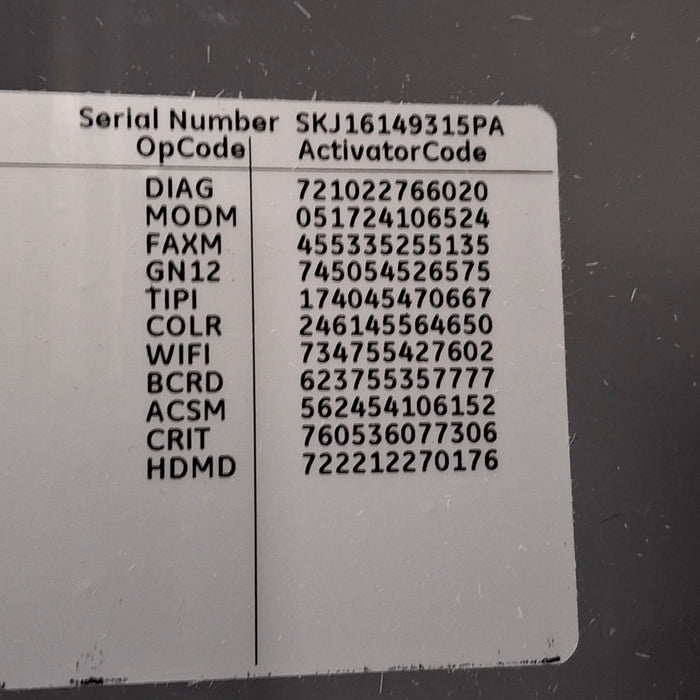 Serial Number SKJ16149315PA
OpCode ActivatorCode
DIAG 721022766020
MODM 051724106524
FAXM 455335255135
GN12 745054526575
TIPI 174045470667
COLR 246145564650
WIFI 734755427602
BCRD 623755357777
ACSM 562454106152
CRIT 760536077306
HDMD 722212270176